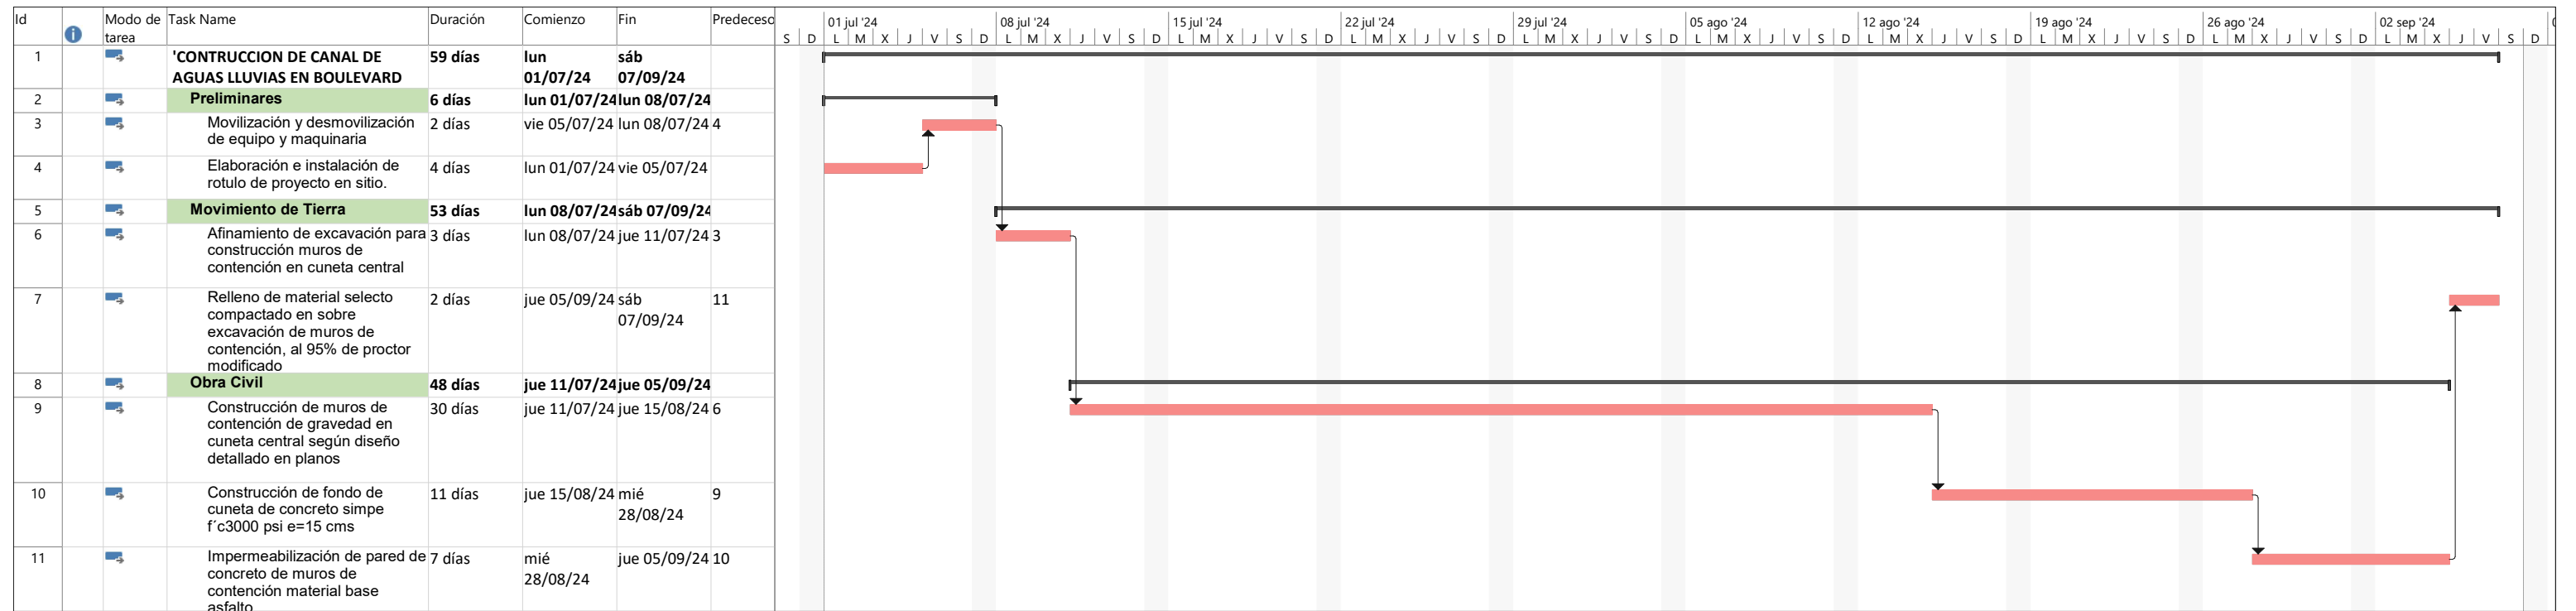 Id Modo de tarea Task Name Duración Comienzo Fin Predeceso
01 jul '24 08 jul '24 15 jul '24 22 jul '24 29 jul '24 05 ago '24 12 ago '24 19 ago '24 26 ago '24 02 sep '24
S D L M X J V S D L M X J V S D L M X J V S D L M X J V S D L M X J V S D L M X J V S D L M X J V S D L M X J V S D L M X J V S D L M X J V S D
1 'CONTRUCCION DE CANAL DE 59 días lun sáb
AGUAS LLUVIAS EN BOULEVARD 01/07/24 07/09/24
2 Preliminares 6 días lun 01/07/24 lun 08/07/24
3 Movilización y desmovilización 2 días vie 05/07/24 lun 08/07/24 4
de equipo y maquinaria
4 Elaboración e instalación de 4 días lun 01/07/24 vie 05/07/24
rotulo de proyecto en sitio.
5 Movimiento de Tierra 53 días lun 08/07/24 sáb 07/09/24
6 Afinamiento de excavación para 3 días lun 08/07/24 jue 11/07/24 3
construcción muros de
contención en cuneta central
7 Relleno de material selecto 2 días jue 05/09/24 sáb 11
compactado en sobre 07/09/24
excavación de muros de
contención, al 95% de proctor
modificado
8 Obra Civil 48 días jue 11/07/24 jue 05/09/24
9 Construcción de muros de 30 días jue 11/07/24 jue 15/08/24 6
contención de gravedad en
cuneta central según diseño
detallado en planos
10 Construcción de fondo de 11 días jue 15/08/24 mié 9
cuneta de concreto simpe 28/08/24
f´c3000 psi e=15 cms
11 Impermeabilización de pared de 7 días mié jue 05/09/24 10
concreto de muros de 28/08/24
contención material base
asfalto